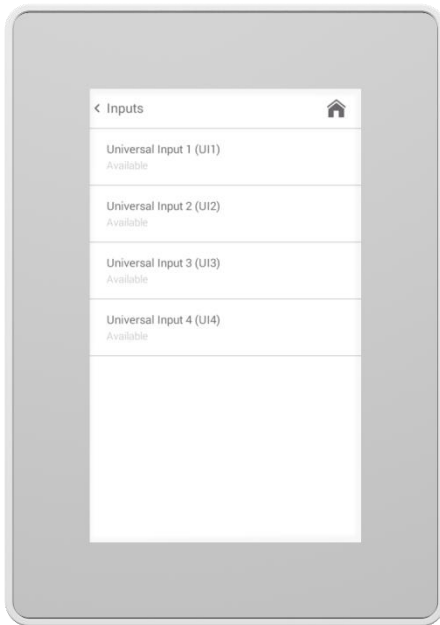 Inputs
Universal Input 1 (UI1)
Available
Universal Input 2 (UI2)
Available
Universal Input 3 (UI3)
Available
Universal Input 4 (UI4)
Available